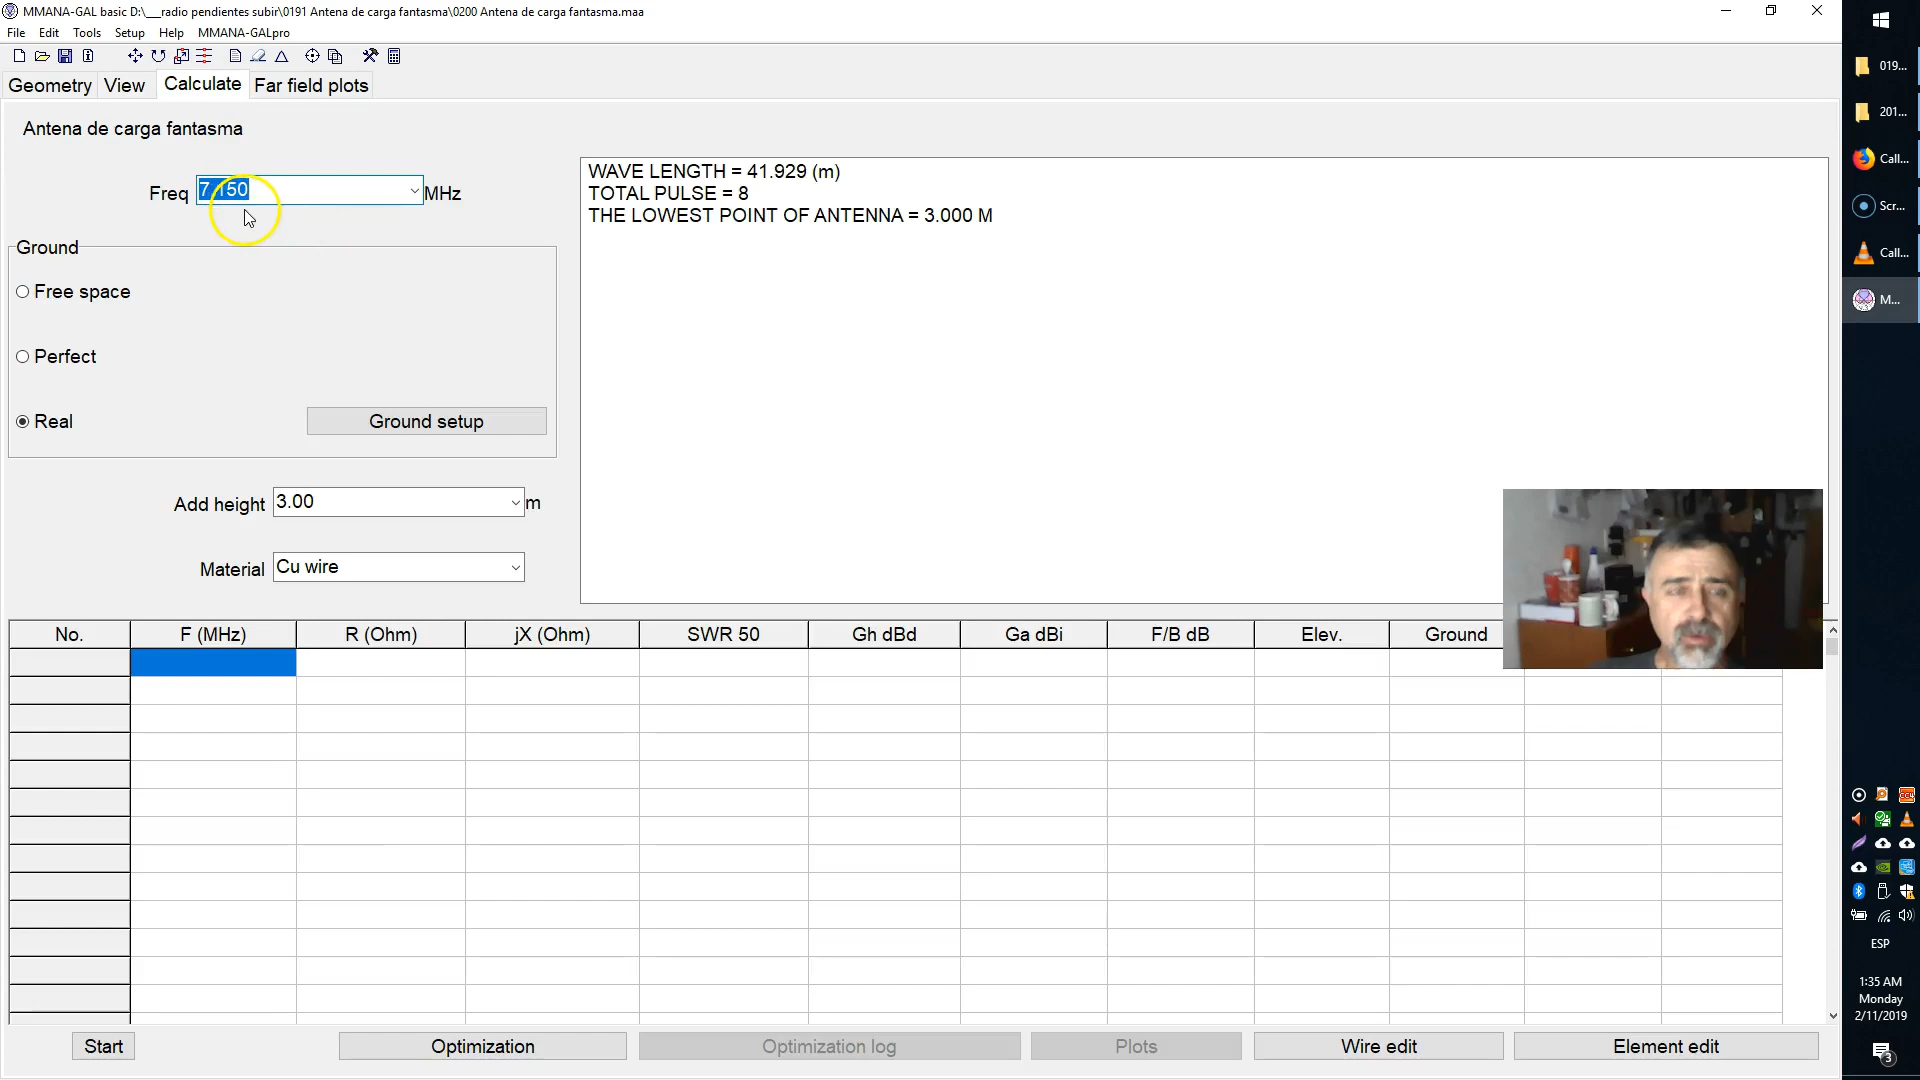 MMANA-GAL basic D:\___radio pendientes subir\0191 Antena de carga fantasma\0200 Antena de carga fantasma.maa
File Edit Tools Setup Help MMANA-GALpro
Geometry View Calculate Far field plots
Antena de carga fantasma
Freq 7.150 MHz
Ground
Free space
Perfect
Real Ground setup
Add height 3.00 m
Material Cu wire
WAVE LENGTH = 41.929 (m)
TOTAL PULSE = 8
THE LOWEST POINT OF ANTENNA = 3.000 M
No. F (MHz) R (Ohm) jX (Ohm) SWR 50 Gh dBd Ga dBi F/B dB Elev. Ground
Start Optimization Optimization log Plots Wire edit Element edit
019...
201...
Call...
Scr...
Call...
M...
ESP
1:35 AM
Monday
2/11/2019
3